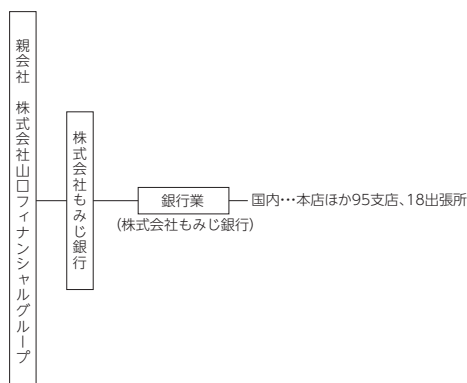 親会社 株式会社山口フィナンシャルグループ
株式会社もみじ銀行
銀行業
(株式会社もみじ銀行)
国内…本店ほか95支店、18出張所